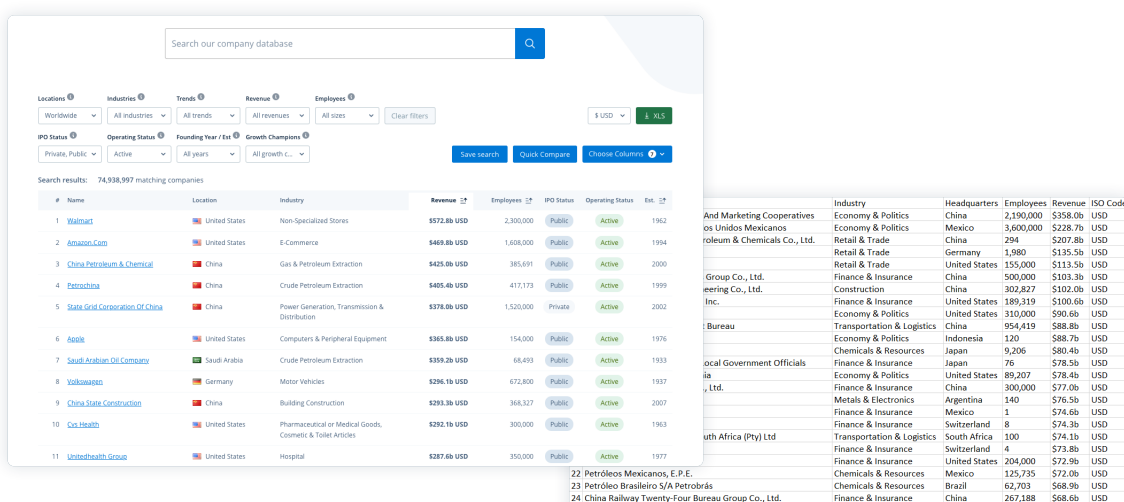 Search our company database
Locations Industries Trends Revenue Employees
Worldwide All industries All trends All revenues All sizes Clear filters $ USD XLS
IPO Status Operating Status Founding Year / Est Growth Champions
Private, Public Active All years All growth c... Save search Quick Compare Choose Columns 7
Search results: 74,938,997 matching companies
# Name Location Industry Revenue Employees IPO Status Operating Status Est.
1 Walmart United States Non-Specialized Stores $572.8b USD 2,300,000 Public Active 1962
2 Amazon.Com United States E-Commerce $469.8b USD 1,608,000 Public Active 1994
3 China Petroleum & Chemical China Gas & Petroleum Extraction $425.0b USD 385,691 Public Active 2000
4 Petrochina China Crude Petroleum Extraction $405.4b USD 417,173 Public Active 1999
5 State Grid Corporation Of China China Power Generation, Transmission & $378.0b USD 1,520,000 Private Active 2002
Distribution
6 Apple United States Computers & Peripheral Equipment $365.8b USD 154,000 Public Active 1976
7 Saudi Arabian Oil Company Saudi Arabia Crude Petroleum Extraction $359.2b USD 68,493 Public Active 1933
8 Volkswagen Germany Motor Vehicles $296.1b USD 672,800 Public Active 1937
9 China State Construction China Building Construction $293.3b USD 368,327 Public Active 2007
10 Cvs Health United States Pharmaceutical or Medical Goods, $292.1b USD 300,000 Public Active 1963
Cosmetic & Toilet Articles
11 Unitedhealth Group United States Hospital $287.6b USD 350,000 Public Active 1977
Industry Headquarters Employees Revenue ISO Code
And Marketing Cooperatives Economy & Politics China 2,190,000 $358.0b USD
os Unidos Mexicanos Economy & Politics Mexico 3,600,000 $228.7b USD
roleum & Chemicals Co., Ltd. Retail & Trade China 294 $207.8b USD
Retail & Trade Germany 1,980 $135.5b USD
Retail & Trade United States 155,000 $113.5b USD
Group Co., Ltd. Finance & Insurance China 500,000 $103.3b USD
eering Co., Ltd. Construction China 302,827 $102.0b USD
Inc. Finance & Insurance United States 189,319 $100.6b USD
Economy & Politics United States 310,000 $90.6b USD
Bureau Transportation & Logistics China 954,419 $88.8b USD
Economy & Politics Indonesia 120 $88.7b USD
Chemicals & Resources Japan 9,206 $80.4b USD
ocal Government Officials Finance & Insurance Japan 76 $78.5b USD
ia Economy & Politics United States 89,207 $78.4b USD
., Ltd. Finance & Insurance China 300,000 $77.0b USD
Metals & Electronics Argentina 140 $76.5b USD
Finance & Insurance Mexico 1 $74.6b USD
Finance & Insurance Switzerland 8 $74.3b USD
uth Africa (Pty) Ltd Transportation & Logistics South Africa 100 $74.1b USD
Finance & Insurance Switzerland 4 $73.8b USD
Finance & Insurance United States 204,000 $72.9b USD
22 Petróleos Mexicanos, E.P.E. Chemicals & Resources Mexico 125,735 $72.0b USD
23 Petróleo Brasileiro S/A Petrobrás Chemicals & Resources Brazil 62,703 $68.9b USD
24 China Railway Twenty-Four Bureau Group Co., Ltd. Finance & Insurance China 267,188 $68.6b USD